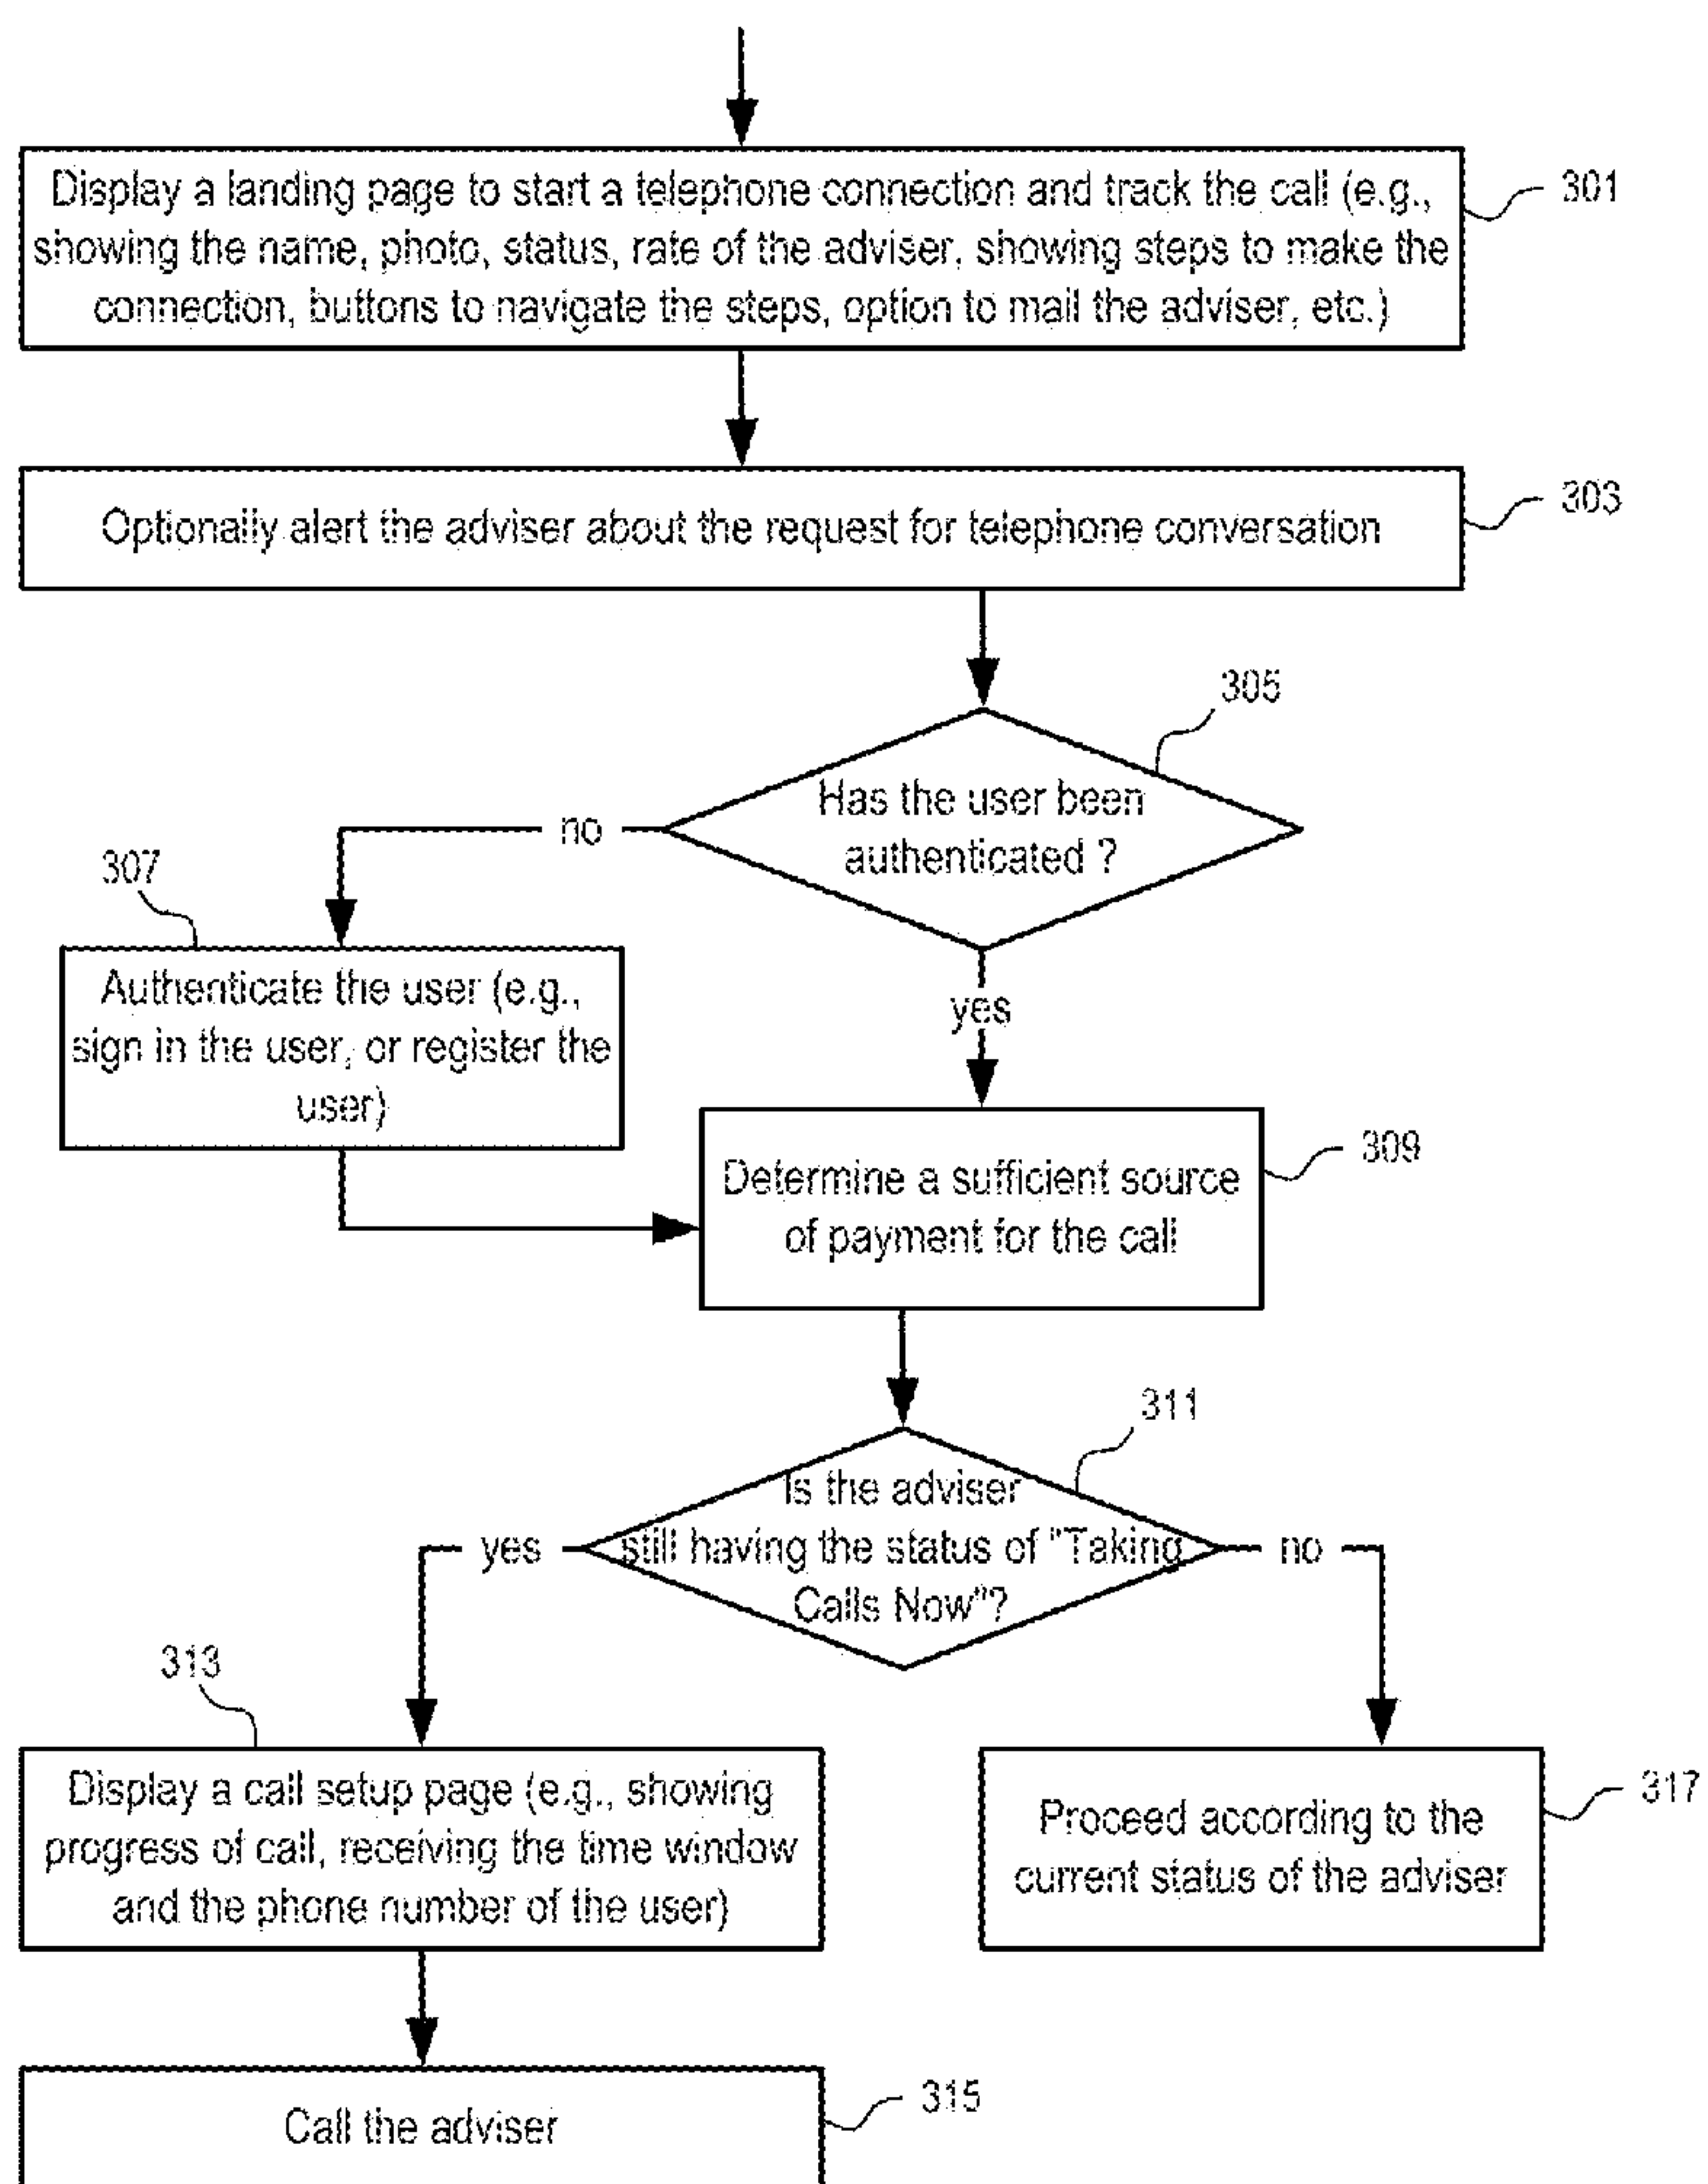 Display a landing page to start a telephone connection and track the call (e.g.,
showing the name, photo, status, rate of the adviser, showing steps to make the
connection, buttons to navigate the steps, option to mail the adviser, etc.)
301
Optionally alert the adviser about the request for telephone conversation
303
305
Has the user been
authenticated ?
no
307
Authenticate the user (e.g.,
sign in the user, or register the
user)
yes
309
Determine a sufficient source
of payment for the call
311
Is the adviser
still having the status of "Taking
Calls Now"?
yes
no
313
Display a call setup page (e.g., showing
progress of call, receiving the time window
and the phone number of the user)
317
Proceed according to the
current status of the adviser
315
Call the adviser